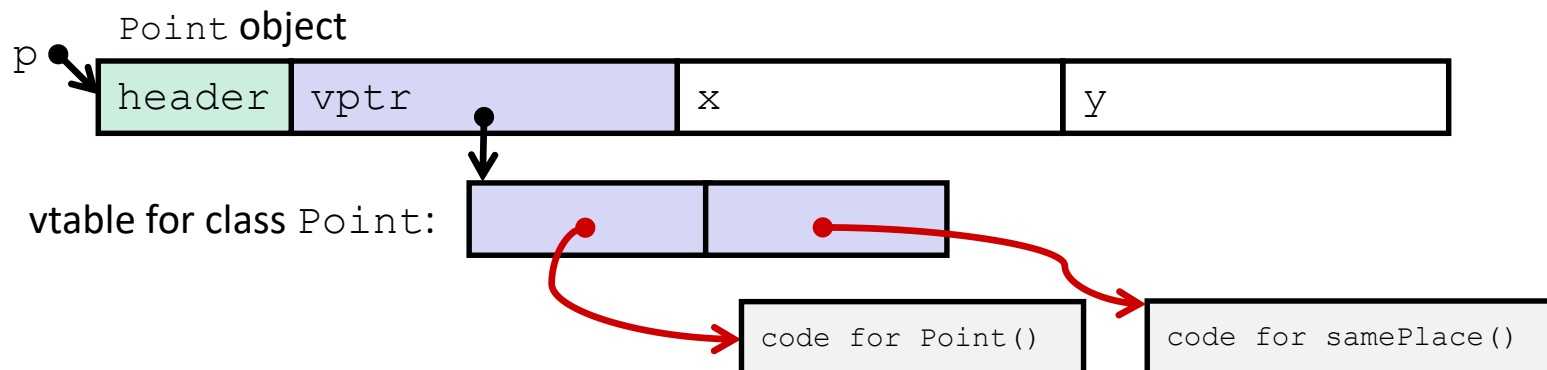 Point object
p
header vptr x y
vtable for class Point:
code for Point()
code for samePlace()